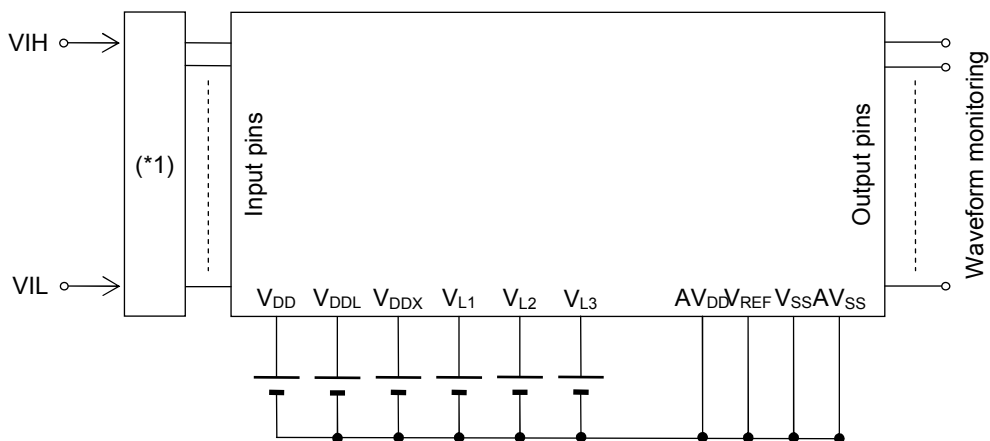 VIH
(*1)
VIL
Input pins
Output pins
Waveform monitoring
VDD VDDL VDDX VL1 VL2 VL3 AVDD VREF VSS AVSS